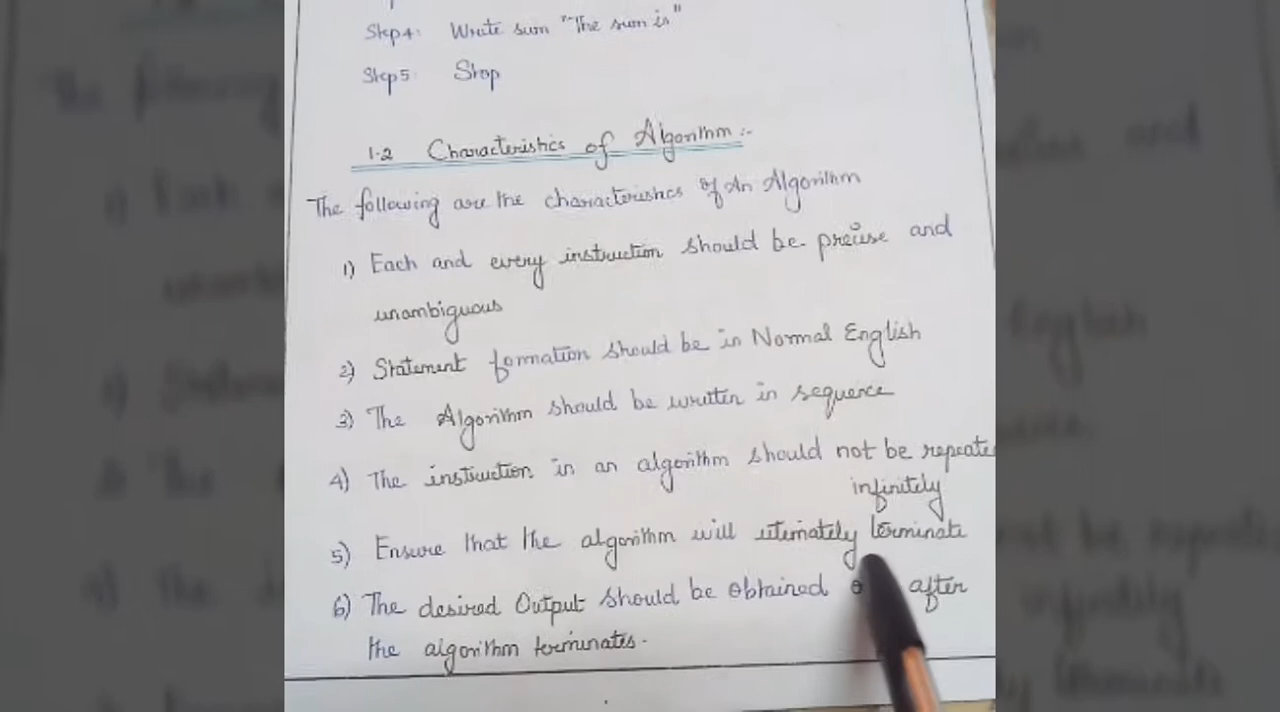 Step4: Write sum "The sum is"
Step5: Stop
1.2 Characteristics of Algorithm :-
The following are the characteristics of An Algorithm
1) Each and every instruction should be precise and
unambiguous
2) Statement formation should be in Normal English
3) The Algorithm should be written in sequence
4) The instruction in an algorithm should not be repeate
infinitely
5) Ensure that the algorithm will utimately terminate
6) The desired Output should be obtained after
the algorithm terminates.